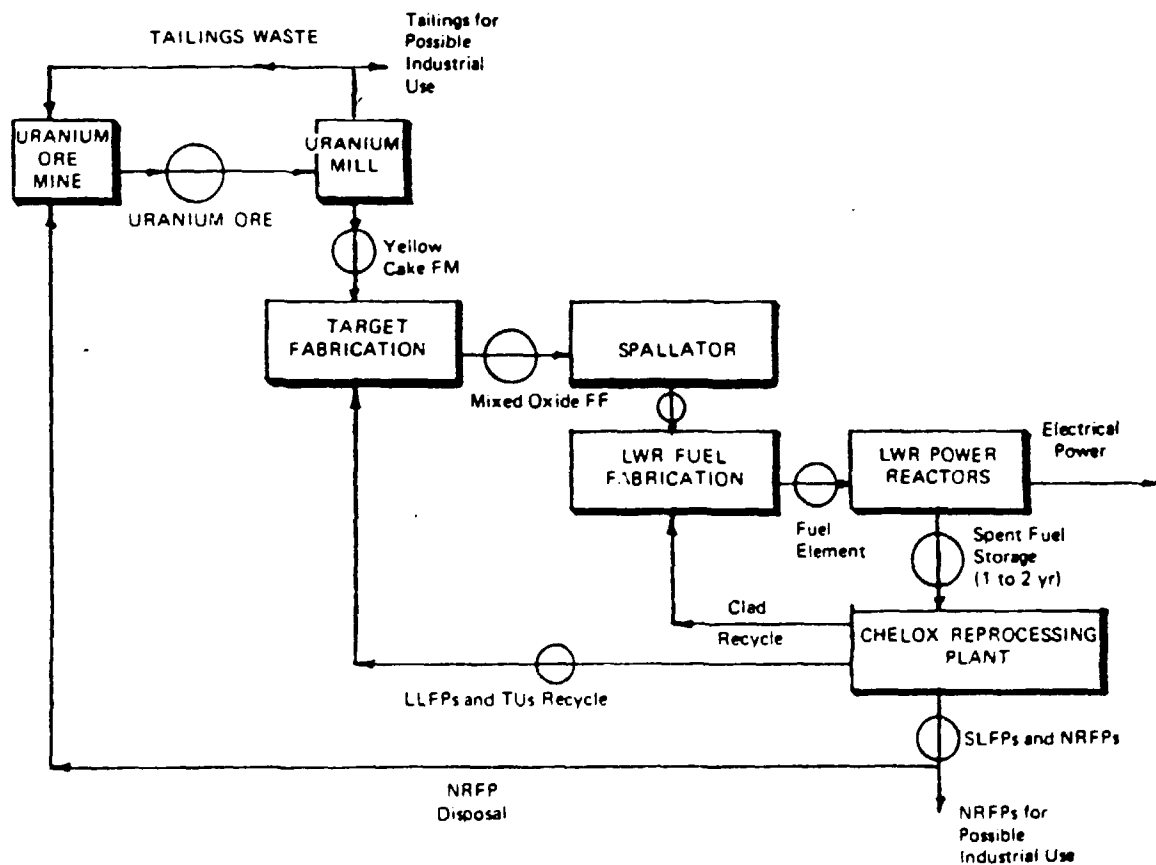 TAILINGS WASTE
Tailings for
Possible
Industrial
Use
URANIUM
ORE
MINE
URANIUM
MILL
URANIUM ORE
Yellow
Cake FM
TARGET
FABRICATION
SPALLATOR
Mixed Oxide FF
LWR FUEL
FABRICATION
LWR POWER
REACTORS
Electrical
Power
Fuel
Element
Spent Fuel
Storage
(1 to 2 yr)
Clad
Recycle
CHELOX REPROCESSING
PLANT
LLFPs and TUs Recycle
SLFPs and NRFPs
NRFP
Disposal
NRFPs for
Possible
Industrial Use